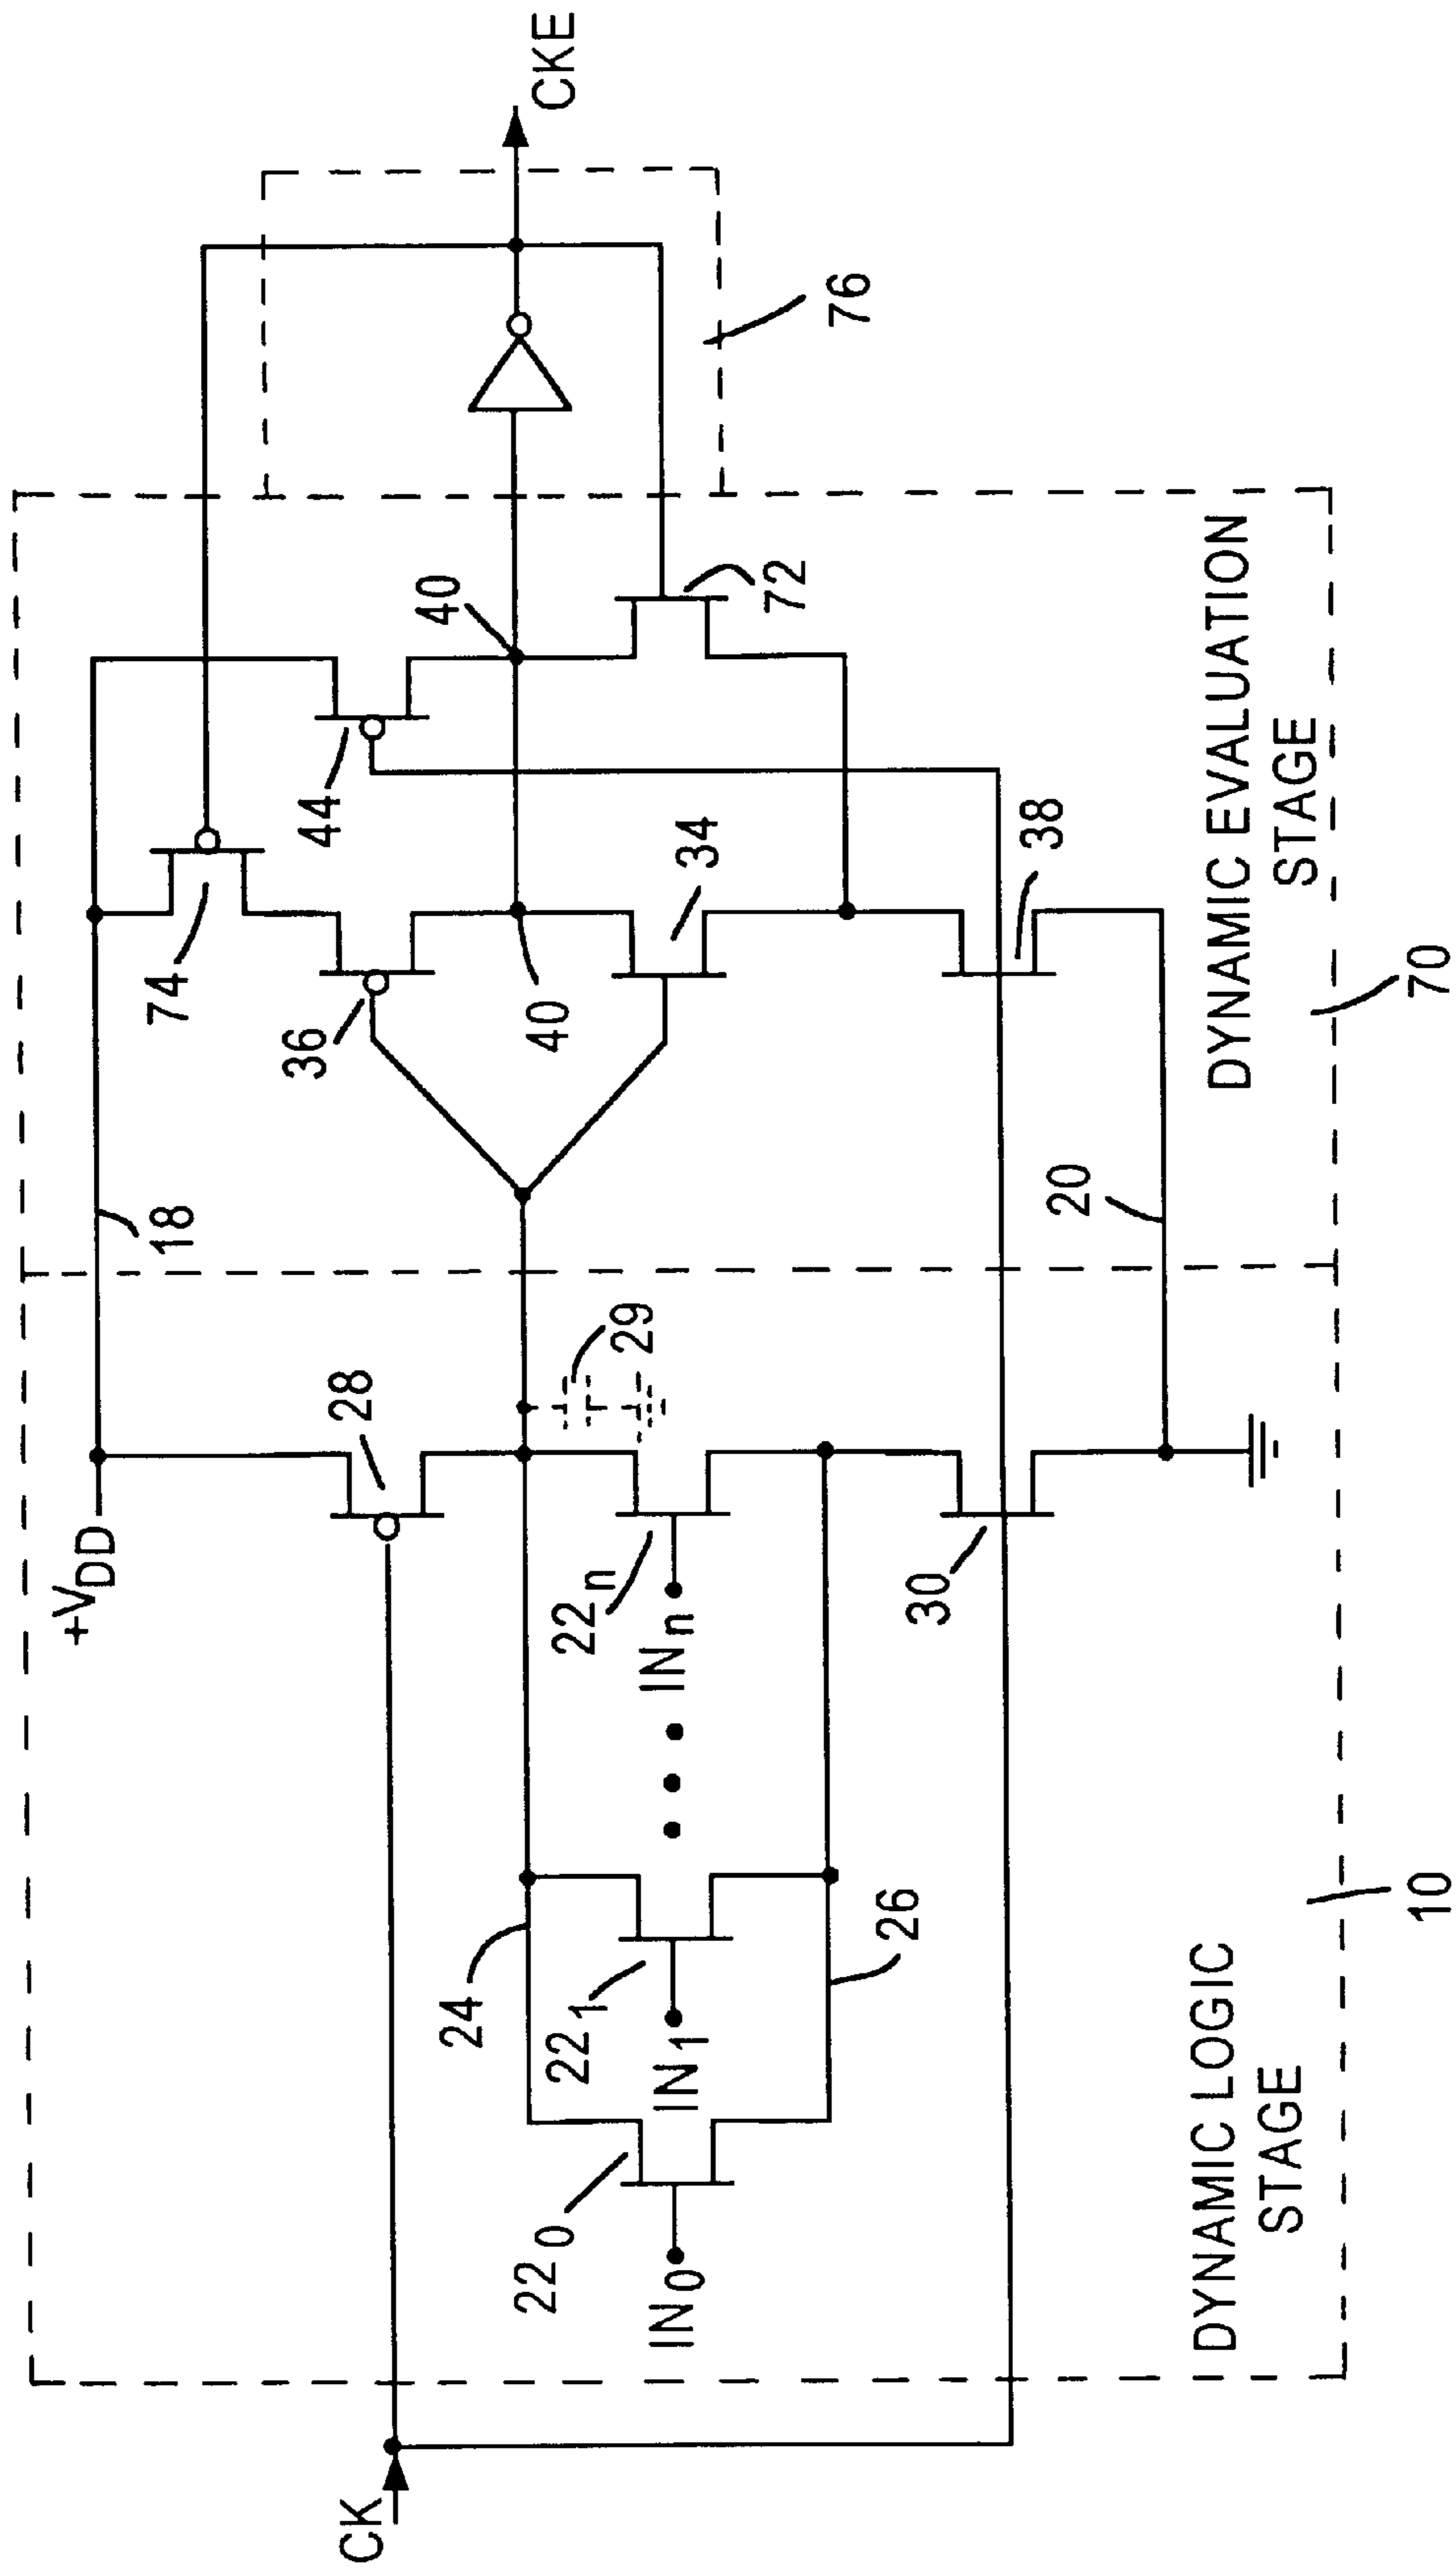 +VDD
18
28
74
36
44
40
40
CKE
CK
24
29
34
72
76
22 0
IN0
22 1
IN1
22 n
INn
26
30
20
38
DYNAMIC LOGIC
STAGE
10
DYNAMIC EVALUATION
STAGE
70